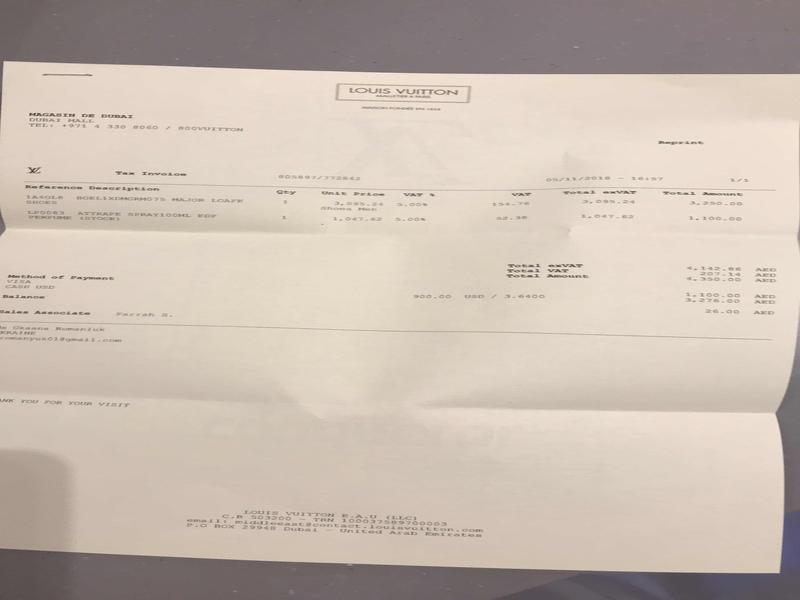 LOUIS VUITTON
MALLETIER A PARIS
MAISON FONDÉE EN 1854
MAGASIN DE DUBAI
DUBAI MALL
TEL: +971 4 330 8060 / 800VUITTON
Reprint
Tax Invoice 805897/772842 05/11/2018 - 16:57 1/1
Reference Description Qty Unit Price VAT % VAT Total exVAT Total Amount
1A4OL8 BOEL1XDMGRM075 MAJOR LOAFE 1 3,095.24 5.00% 154.76 3,095.24 3,250.00
SHOES Shoes Men
LP0083 ATTRAPE SPRAY100ML EDP 1 1,047.62 5.00% 52.38 1,047.62 1,100.00
PERFUME (STOCK)
Total exVAT 4,142.86 AED
Total VAT 207.14 AED
Total Amount 4,350.00 AED
Method of Payment
VISA 1,100.00 AED
CASH USD 900.00 USD / 3.6400 3,276.00 AED
Balance 26.00 AED
Sales Associate Farrah S.
Ms Oksana Romaniuk
KRAINE
romanyuk01@gmail.com
ANK YOU FOR YOUR VISIT
LOUIS VUITTON E.A.U (LLC)
C.R 503200 - TRN 100037589700003
email: middleeast@contact.louisvuitton.com
P.O BOX 29948 Dubai - United Arab Emirates